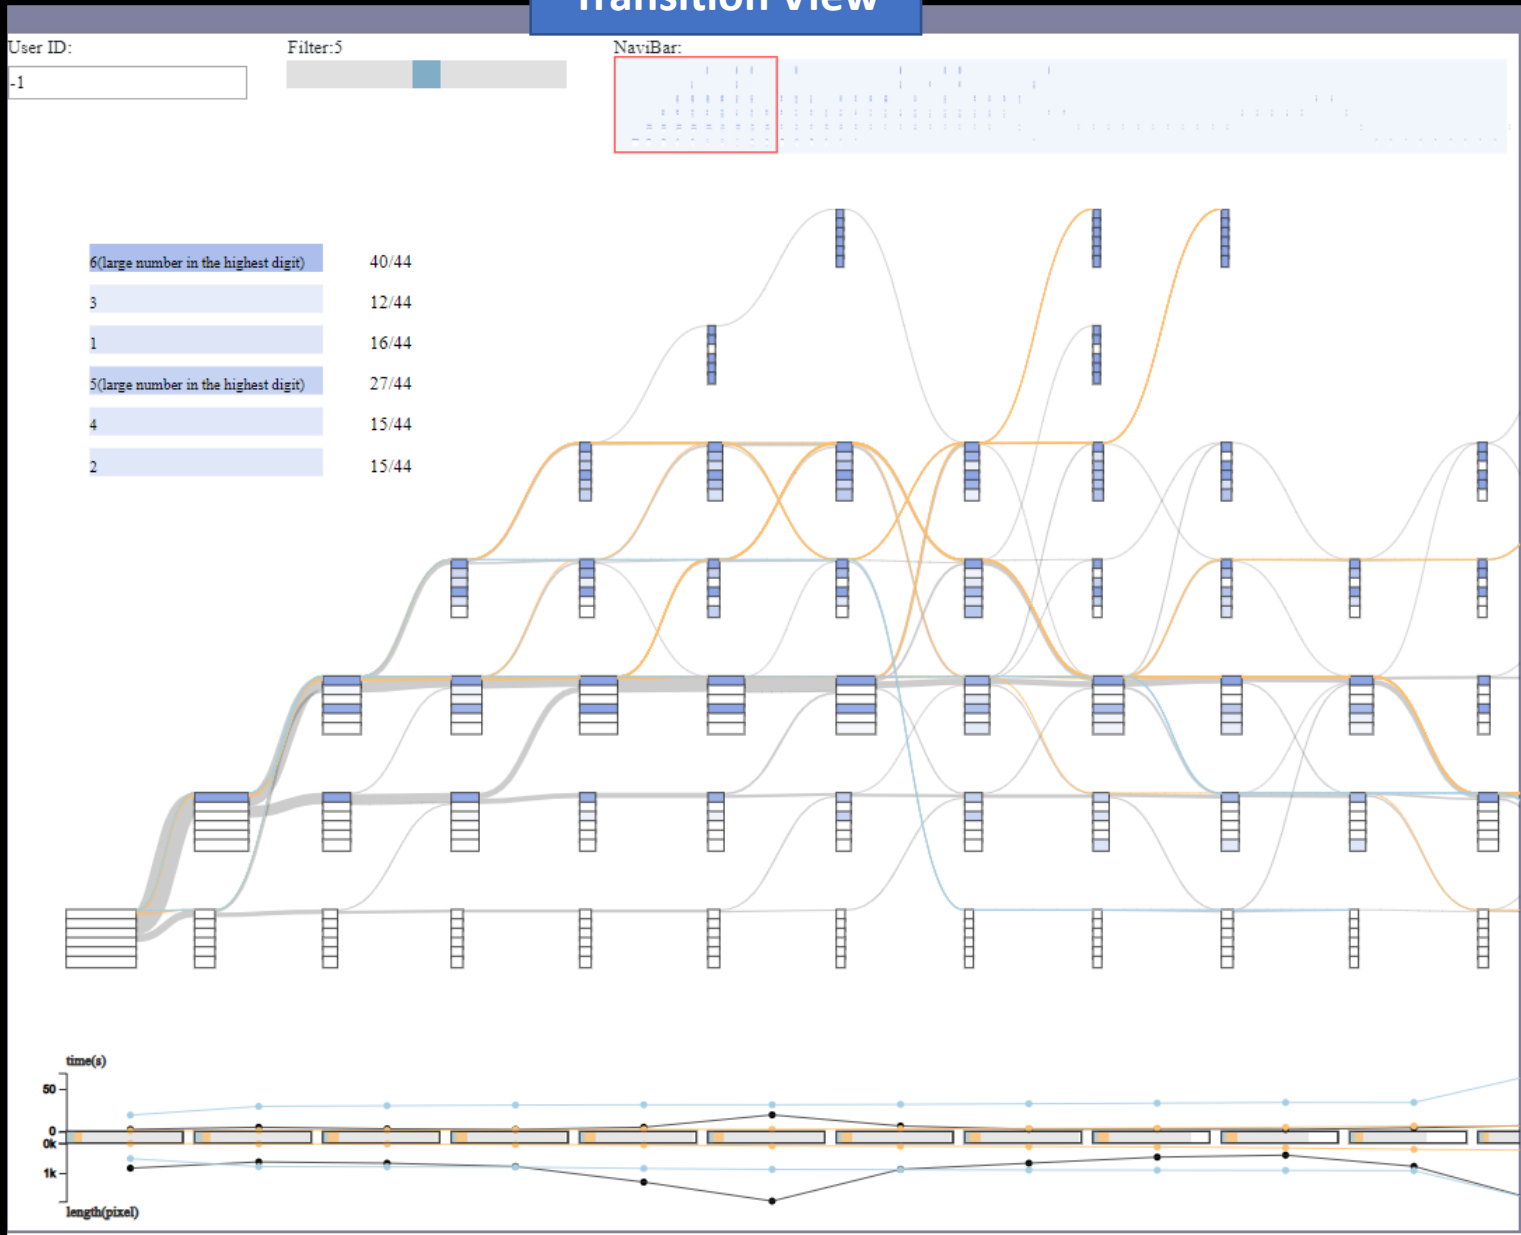 Transition View
User ID:
Filter:5
NaviBar:
-1
6(large number in the highest digit) 40/44
3 12/44
1 16/44
5(large number in the highest digit) 27/44
4 15/44
2 15/44
time(s)
50
0
0k
1k
length(pixel)